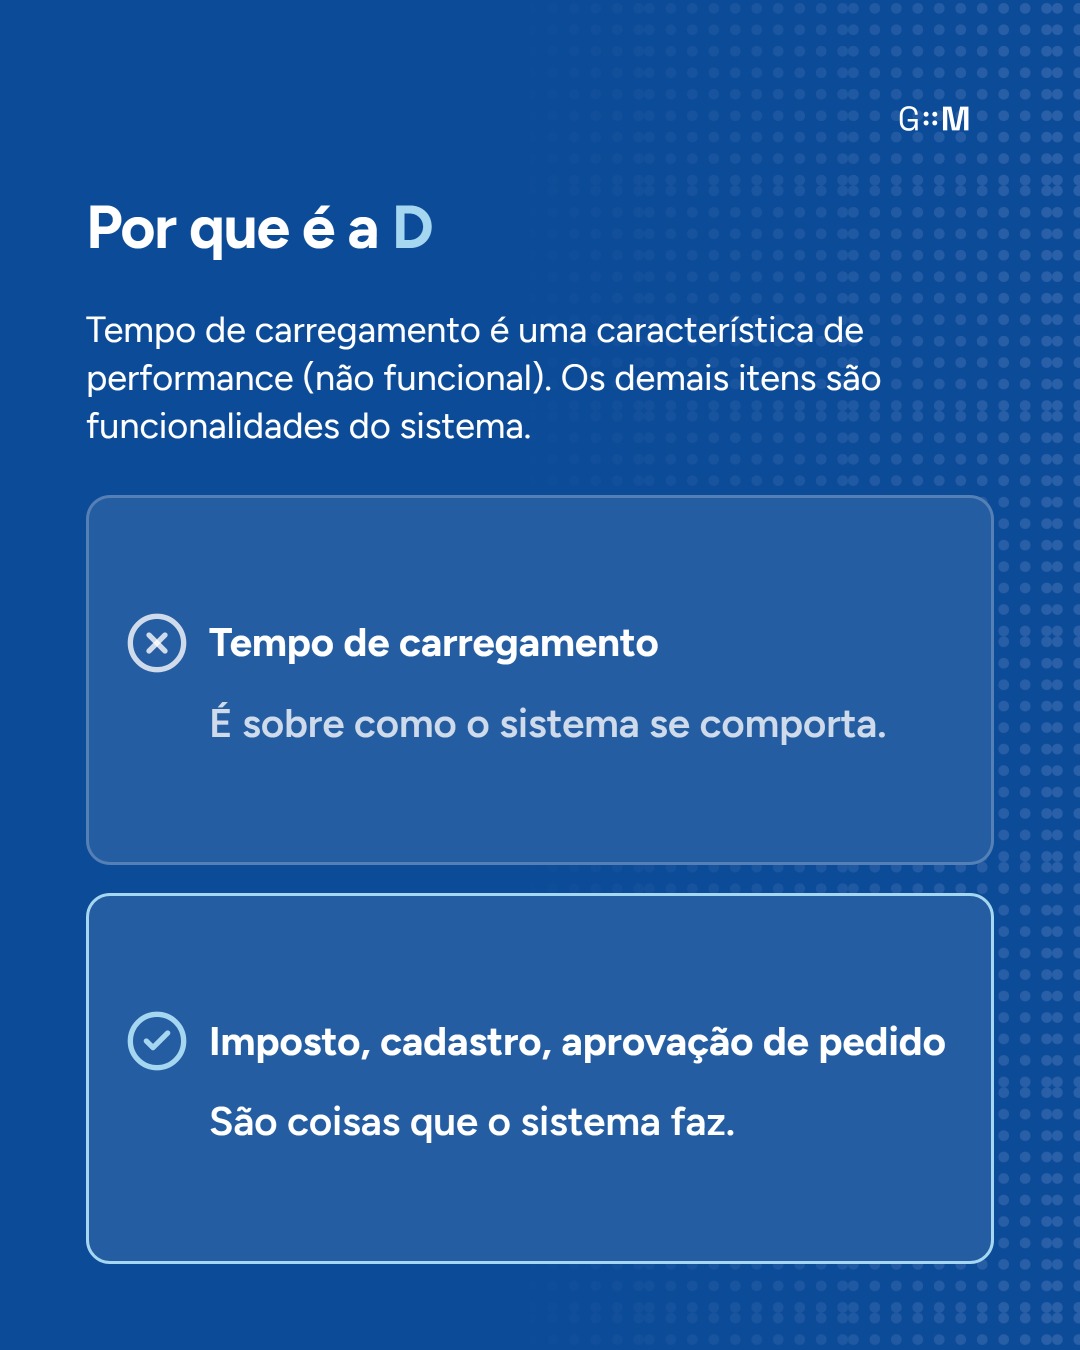 G::M
Por que é a D
Tempo de carregamento é uma característica de
performance (não funcional). Os demais itens são
funcionalidades do sistema.
Tempo de carregamento
É sobre como o sistema se comporta.
Imposto, cadastro, aprovação de pedido
São coisas que o sistema faz.